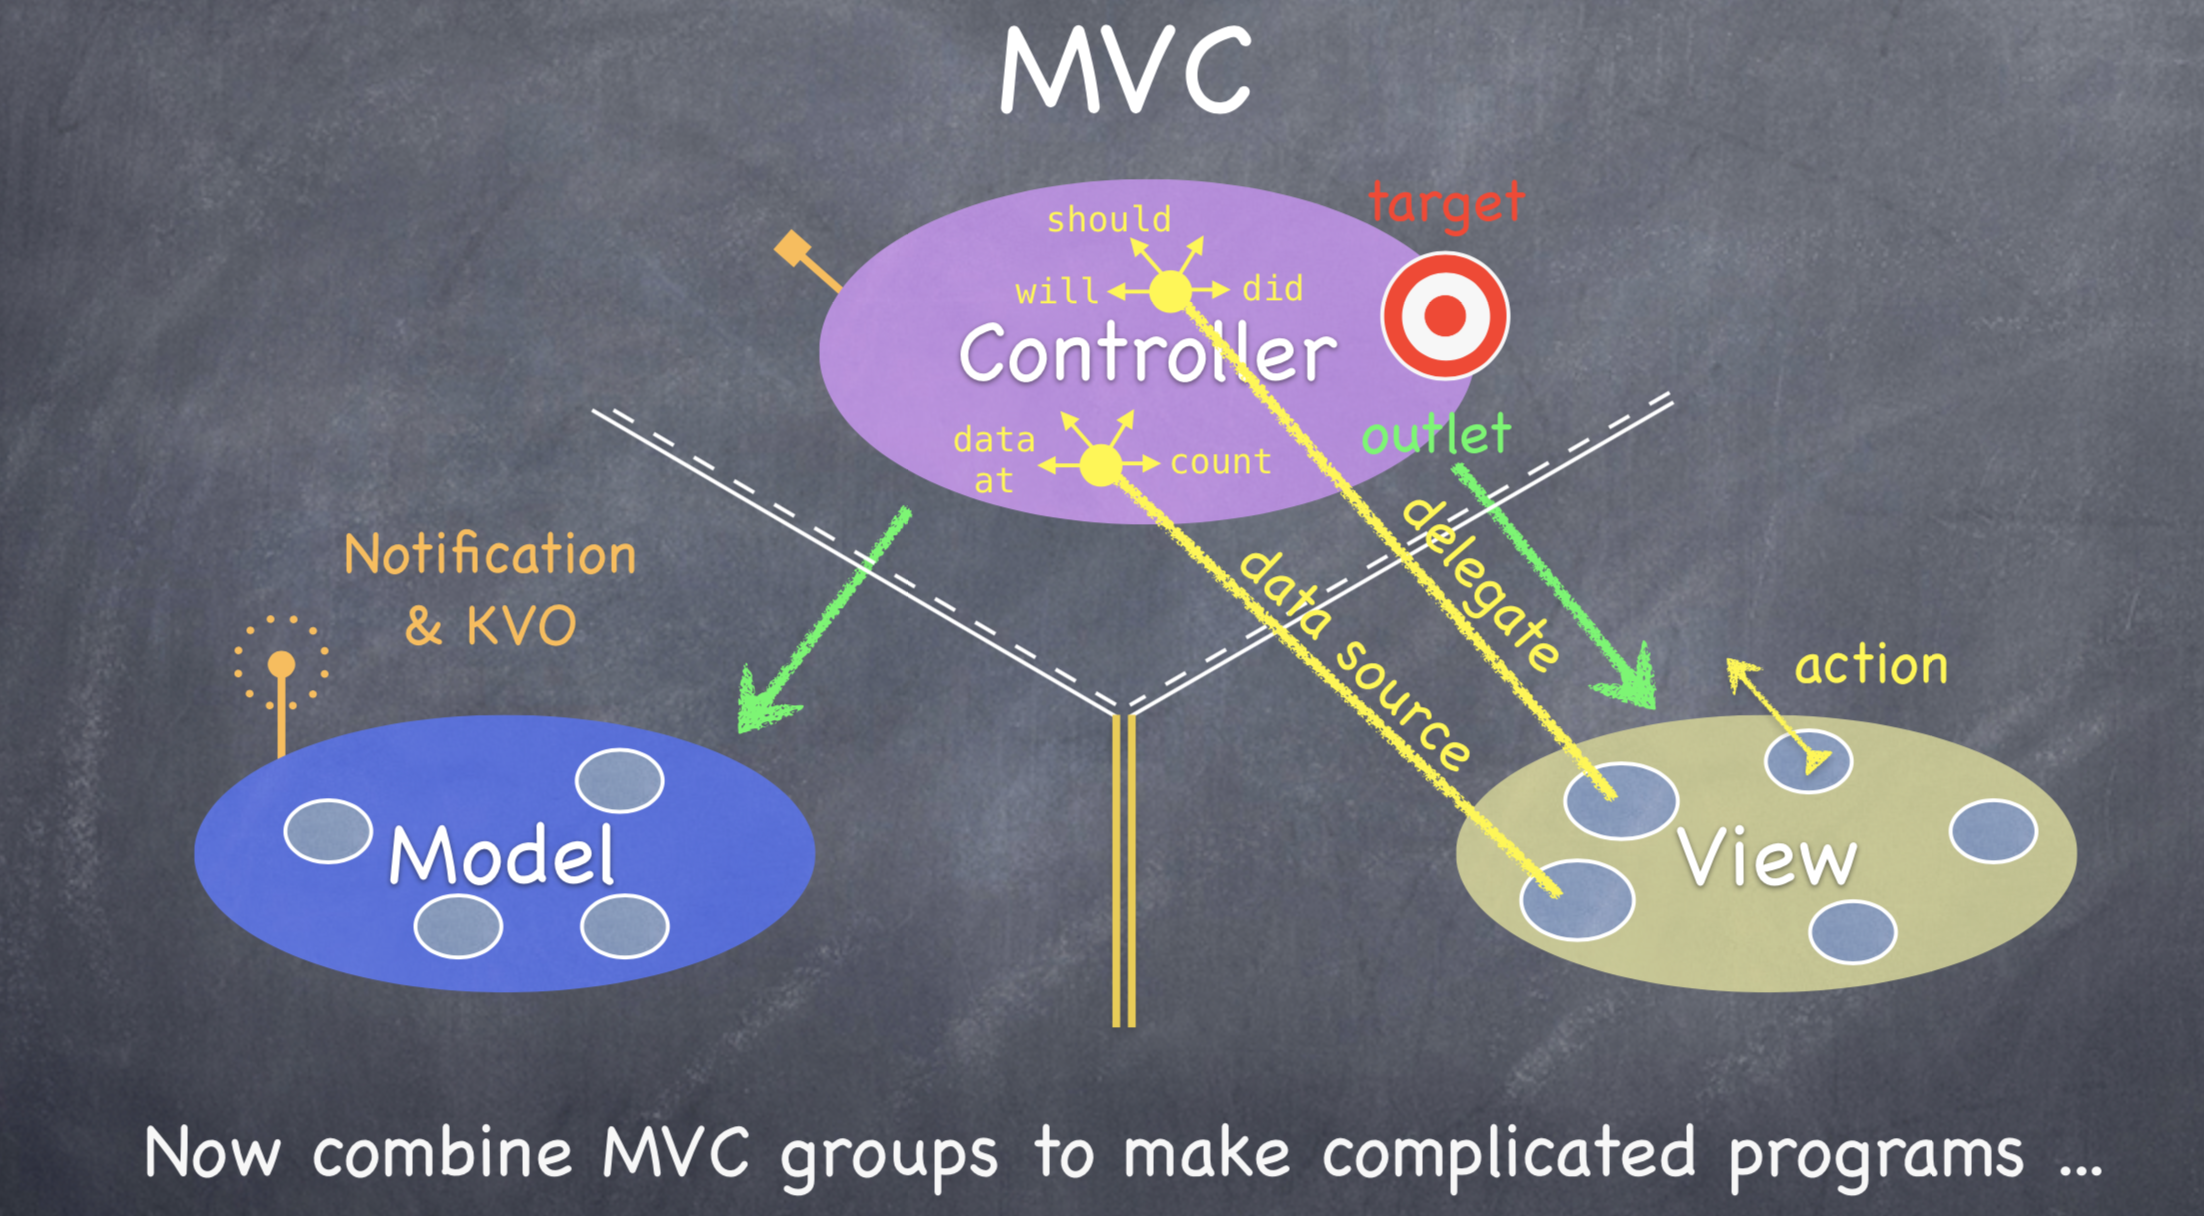 MVC
target
should
will
did
Controller
data
at
count
outlet
delegate
data source
Notification
& KVO
action
Model
View
Now combine MVC groups to make complicated programs ...